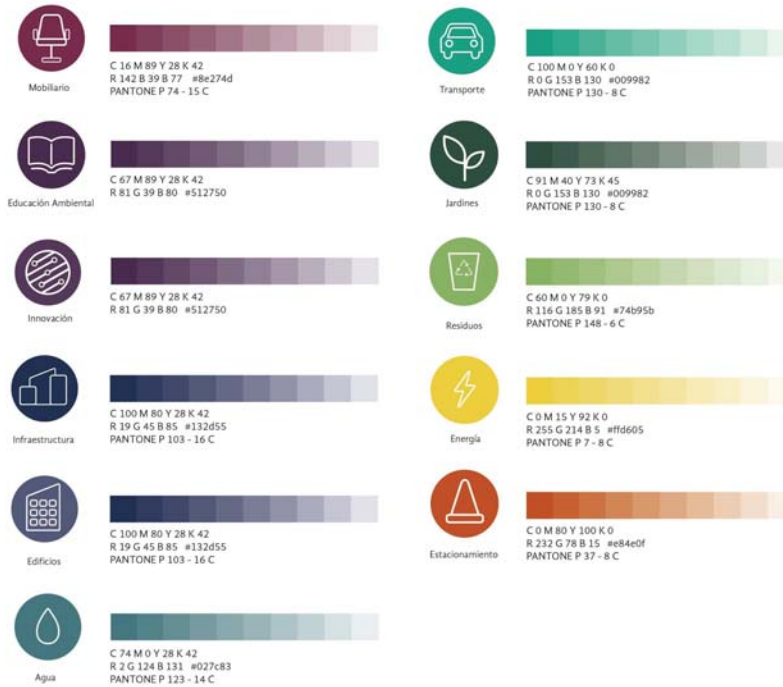 Mobiliario
C 16 M 89 Y 28 K 42
R 142 B 39 B 77 #8e274d
PANTONE P 74 - 15 C
Educación Ambiental
C 67 M 89 Y 28 K 42
R 81 G 39 B 80 #512750
Innovación
C 67 M 89 Y 28 K 42
R 81 G 39 B 80 #512750
Infraestructura
C 100 M 80 Y 28 K 42
R 19 G 45 B 85 #132d55
PANTONE P 103 - 16 C
Edificios
C 100 M 80 Y 28 K 42
R 19 G 45 B 85 #132d55
PANTONE P 103 - 16 C
Agua
C 74 M 0 Y 28 K 42
R 2 G 124 B 131 #027c83
PANTONE P 123 - 14 C
Transporte
C 100 M 0 Y 60 K 0
R 0 G 153 B 130 #009982
PANTONE P 130 - 8 C
Jardines
C 91 M 40 Y 73 K 45
R 0 G 153 B 130 #009982
PANTONE P 130 - 8 C
Residuos
C 60 M 0 Y 79 K 0
R 116 G 185 B 91 #74b95b
PANTONE P 148 - 6 C
Energía
C 0 M 15 Y 92 K 0
R 255 G 214 B 5 #ffd605
PANTONE P 7 - 8 C
Estacionamiento
C 0 M 80 Y 100 K 0
R 232 G 78 B 15 #e84e0f
PANTONE P 37 - 8 C